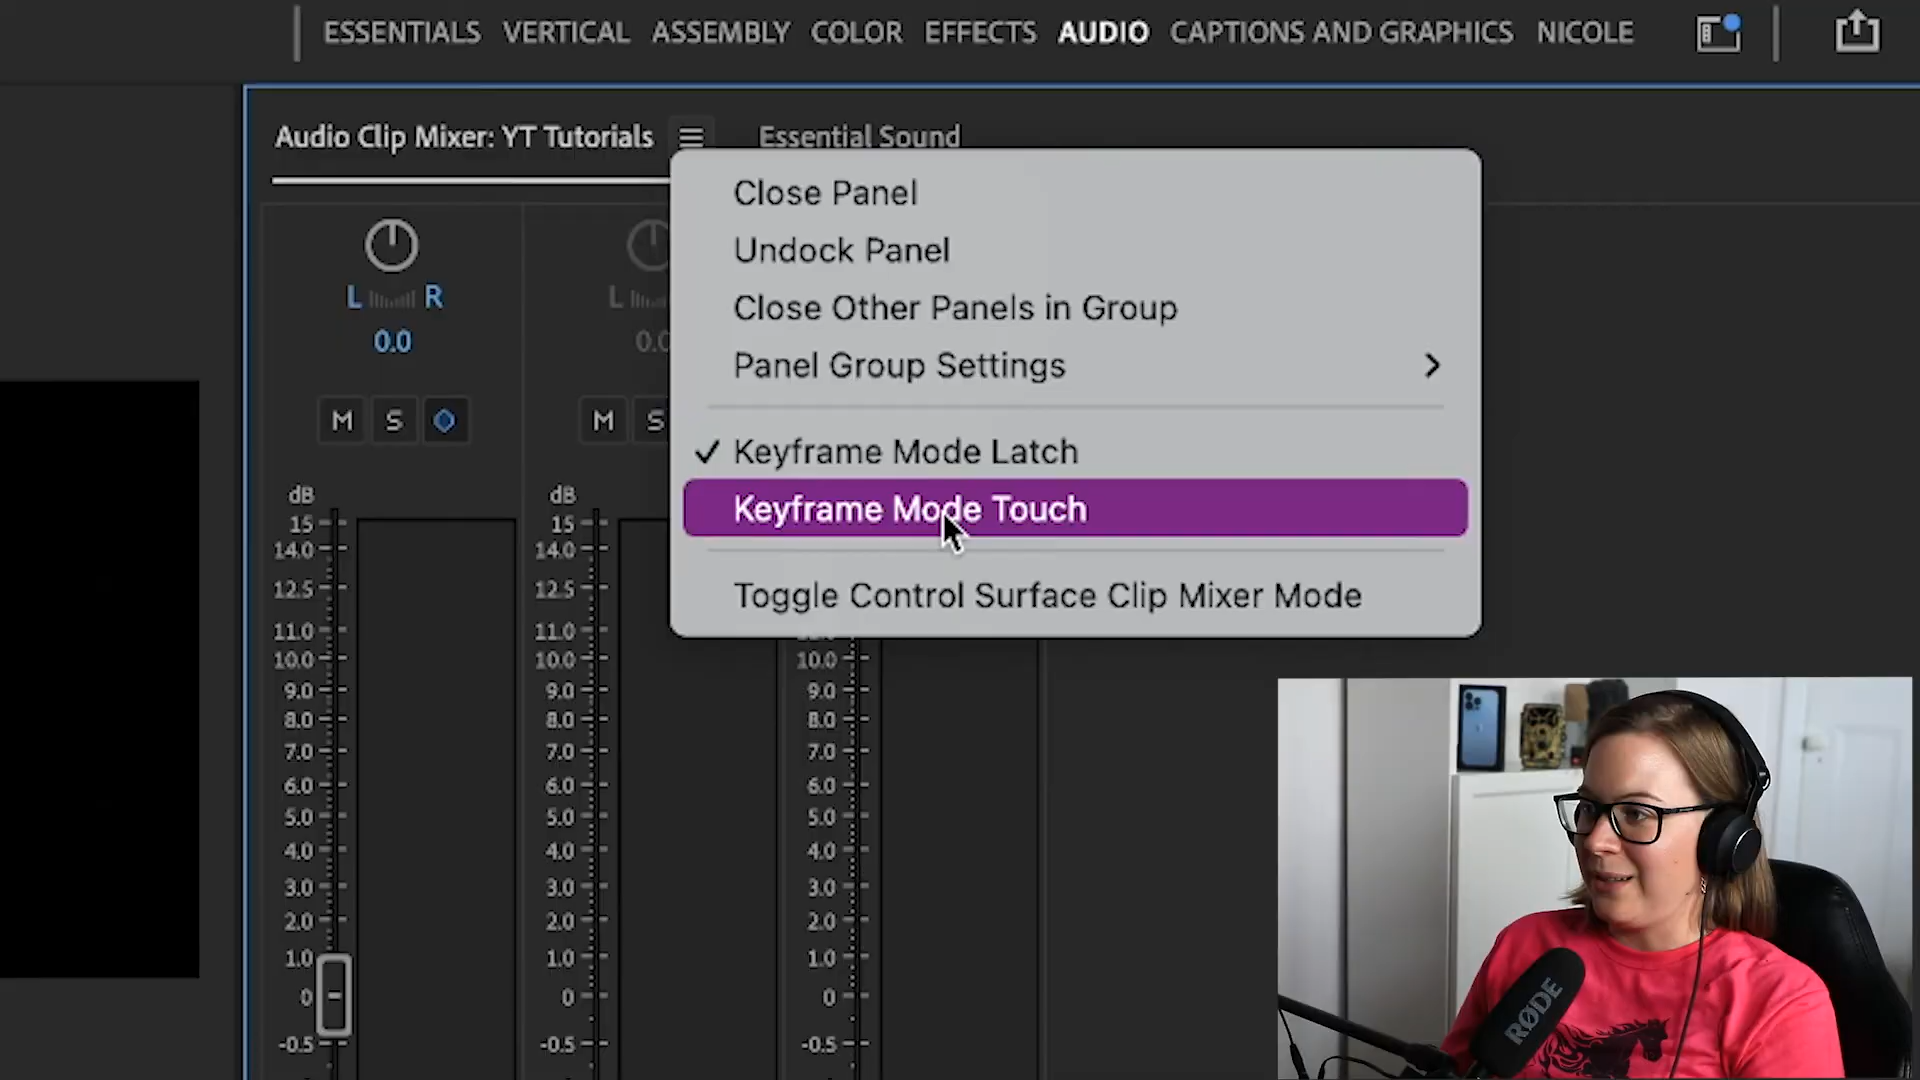 ESSENTIALS VERTICAL ASSEMBLY COLOR EFFECTS AUDIO CAPTIONS AND GRAPHICS NICOLE
Audio Clip Mixer: YT Tutorials
Essential Sound
Close Panel
Undock Panel
Close Other Panels in Group
Panel Group Settings
✓ Keyframe Mode Latch
Keyframe Mode Touch
Toggle Control Surface Clip Mixer Mode
L R
0.0
M S
dB
15
14.0
12.5
11.0
10.0
9.0
8.0
7.0
6.0
5.0
4.0
3.0
2.0
1.0
0
-0.5
L
M S
dB
15
14.0
12.5
11.0
10.0
9.0
8.0
7.0
6.0
5.0
4.0
3.0
2.0
1.0
0
-0.5
10.0
9.0
8.0
7.0
6.0
5.0
4.0
3.0
2.0
1.0
0
-0.5
RØDE